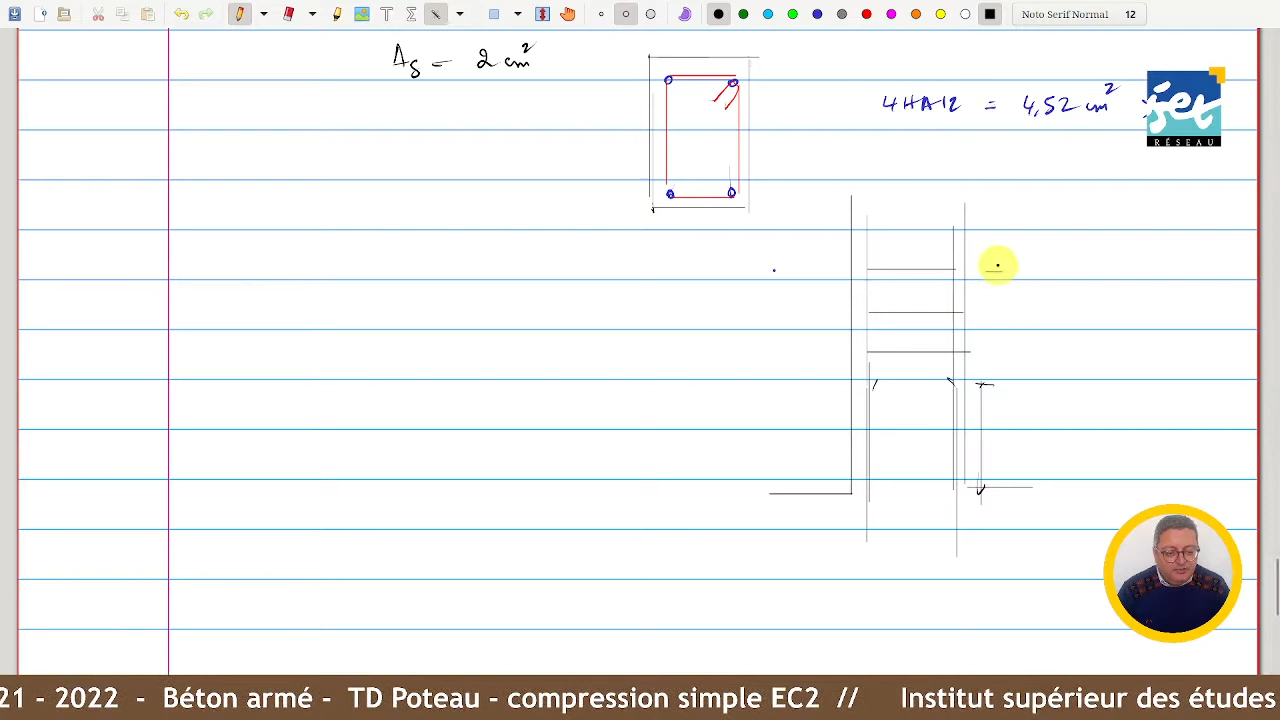 Noto Serif Normal 12
As = 2 cm²
4HA12 = 4,52 cm²
iset
RÉSEAU
21 - 2022 - Béton armé - TD Poteau - compression simple EC2 // Institut supérieur des études